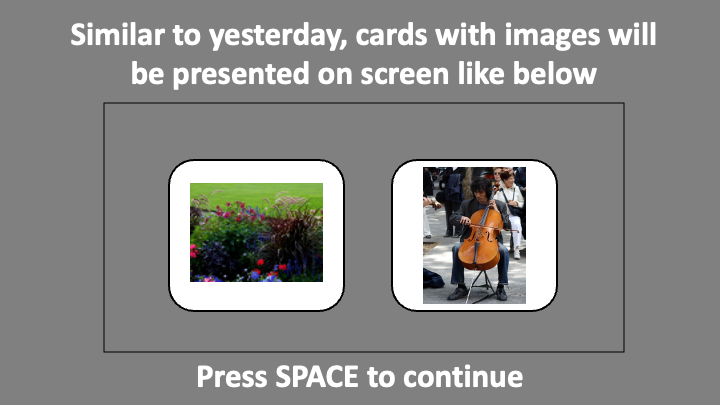 Similar to yesterday, cards with images will
be presented on screen like below
Press SPACE to continue